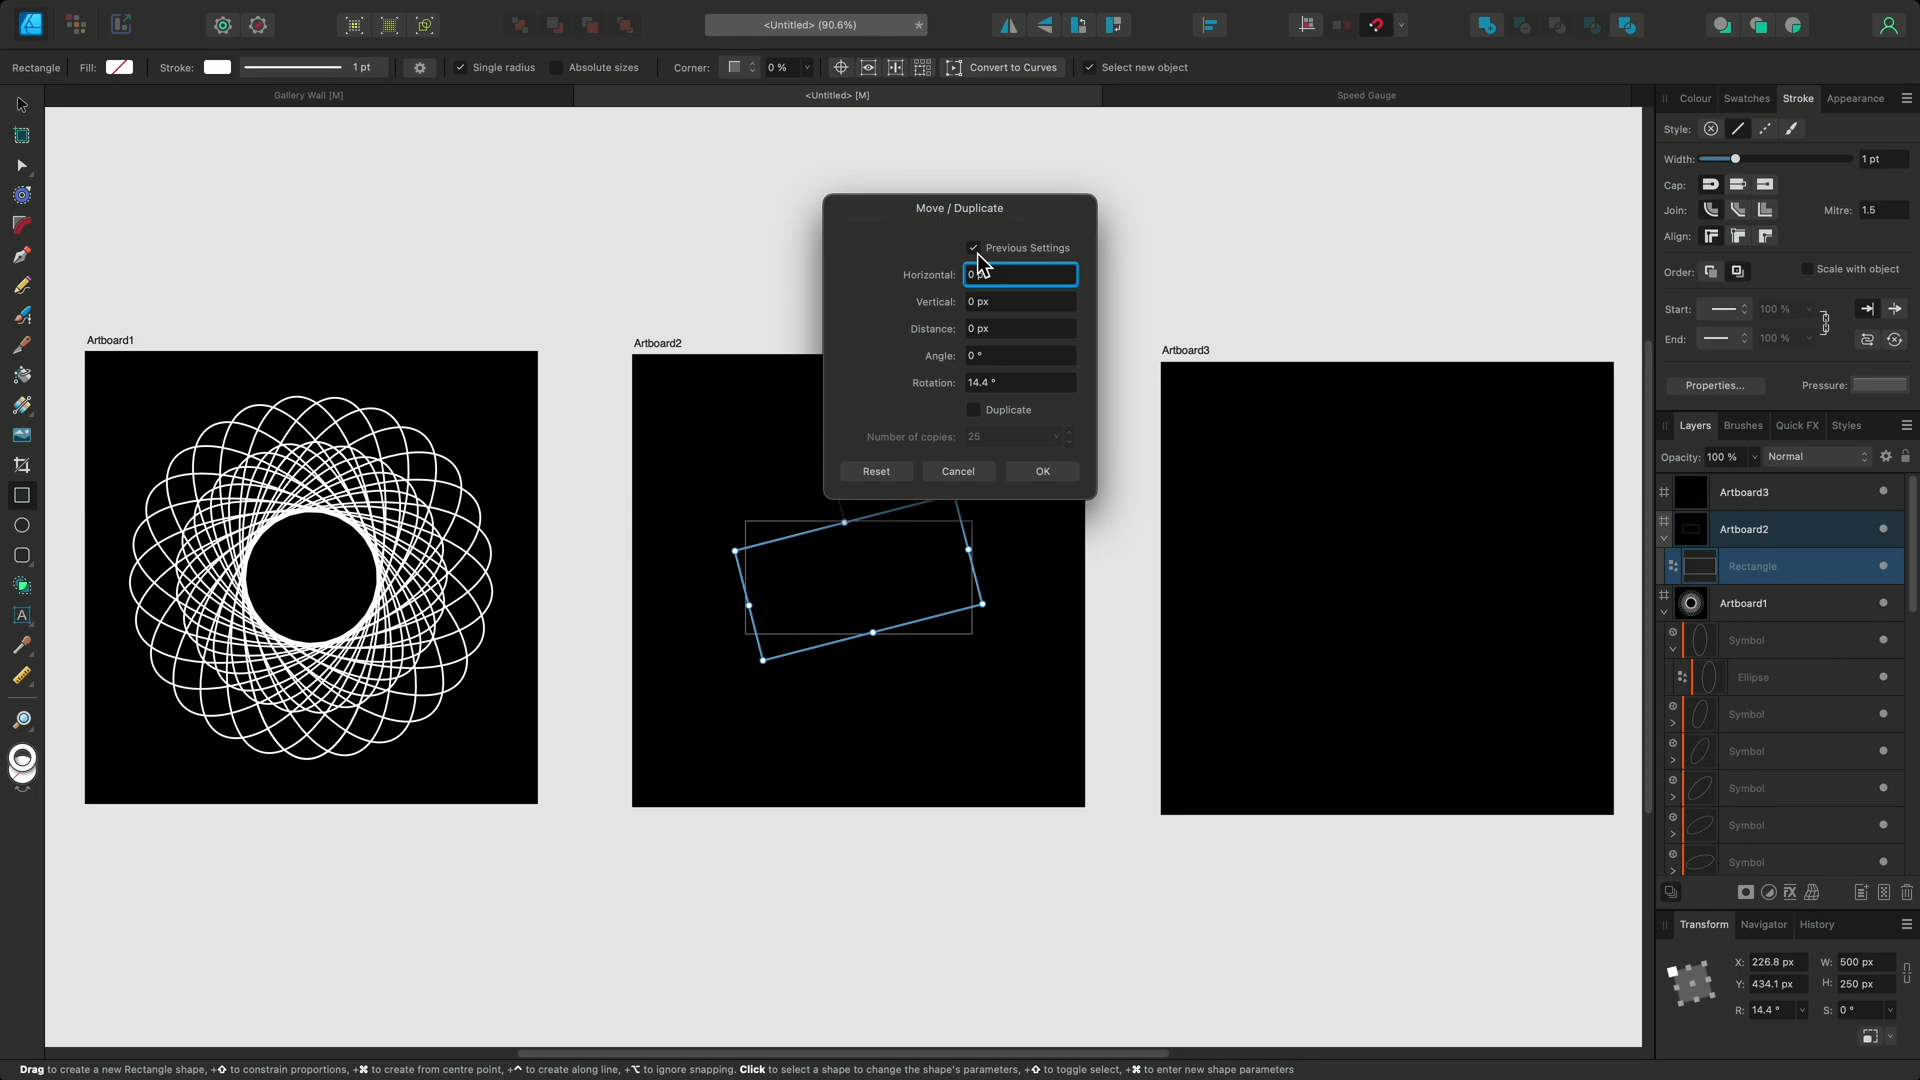 <Untitled> (90.6%)
*
Rectangle
Fill:
Stroke:
1 pt
Single radius
Absolute sizes
Corner:
0 %
Convert to Curves
Select new object
Gallery Wall [M]
<Untitled> [M]
Speed Gauge
Colour
Swatches
Stroke
Appearance
Style:
Width:
1 pt
Cap:
Join:
Mitre: 1.5
Align:
Order:
Scale with object
Start:
100 %
End:
100 %
Properties...
Pressure:
Move / Duplicate
Previous Settings
Horizontal:
Vertical: 0 px
Distance: 0 px
Angle: 0 °
Rotation: 14.4 °
Duplicate
Number of copies: 25
Reset
Cancel
OK
Artboard1
Artboard2
Artboard3
Layers
Brushes
Quick FX
Styles
Opacity: 100 %
Normal
Artboard3
Artboard2
Rectangle
Artboard1
Symbol
Ellipse
Symbol
Symbol
Symbol
Symbol
Symbol
Transform
Navigator
History
X: 226.8 px
W: 500 px
Y: 434.1 px
H: 250 px
R: 14.4 °
S: 0 °
Drag to create a new Rectangle shape, +⇧ to constrain proportions, +⌘ to create from centre point, +⌃ to create along line, +⌥ to ignore snapping. Click to select a shape to change the shape's parameters, +⇧ to toggle select, +⌘ to enter new shape parameters